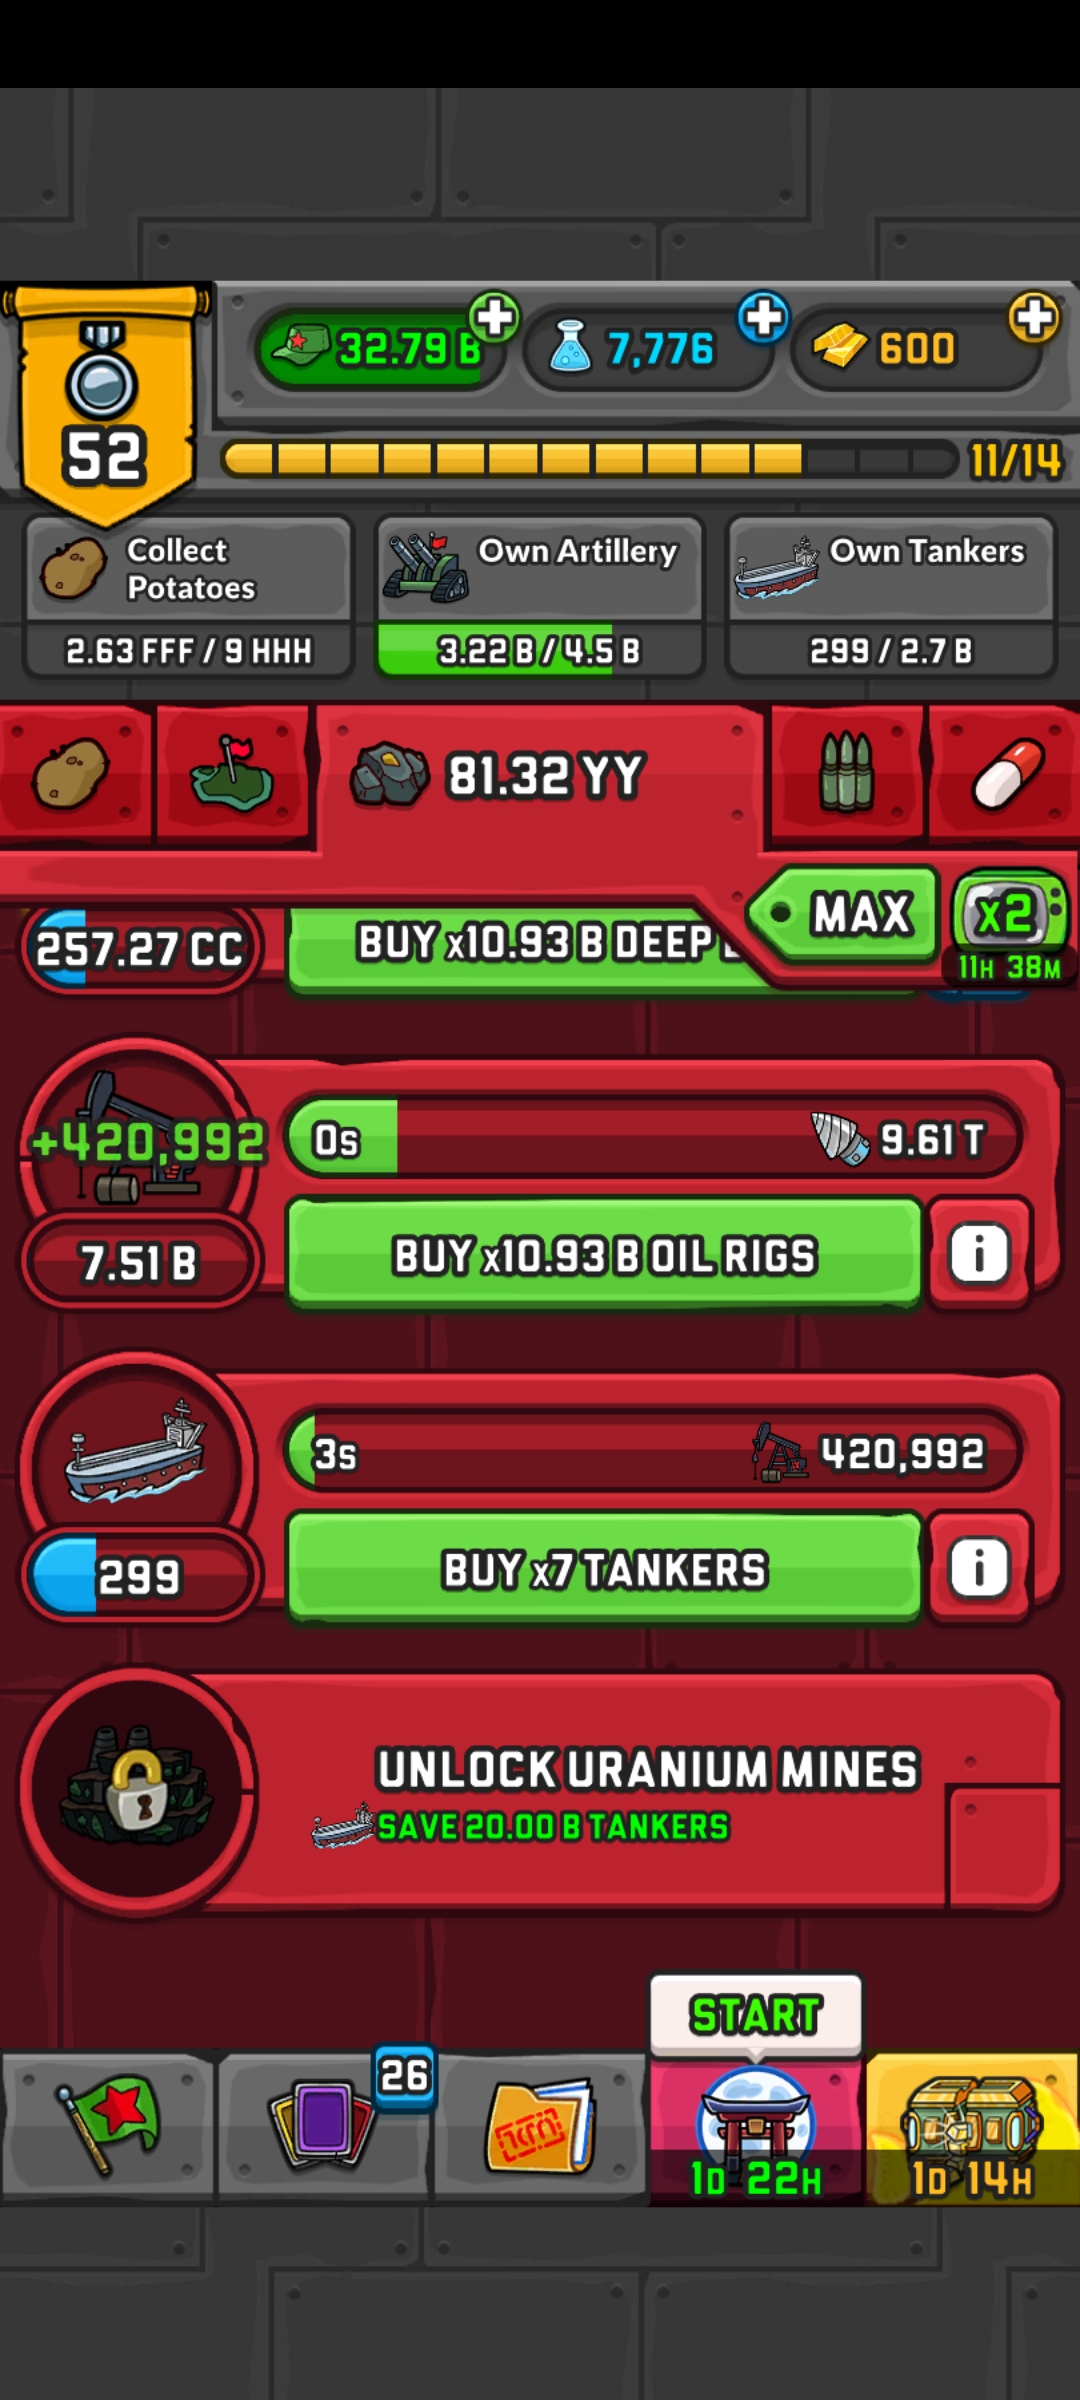 32.79 B
7,776
600
52
11/14
Collect
Potatoes
2.63 FFF / 9 HHH
Own Artillery
3.22 B / 4.5 B
Own Tankers
299 / 2.7 B
81.32 YY
MAX
x2
11H 38M
257.27 CC
BUY x10.93 B DEEP
+420,992
0s
9.61 T
7.51 B
BUY x10.93 B OIL RIGS
3s
420,992
299
BUY x7 TANKERS
UNLOCK URANIUM MINES
SAVE 20.00 B TANKERS
START
26
1D 22H
1D 14H